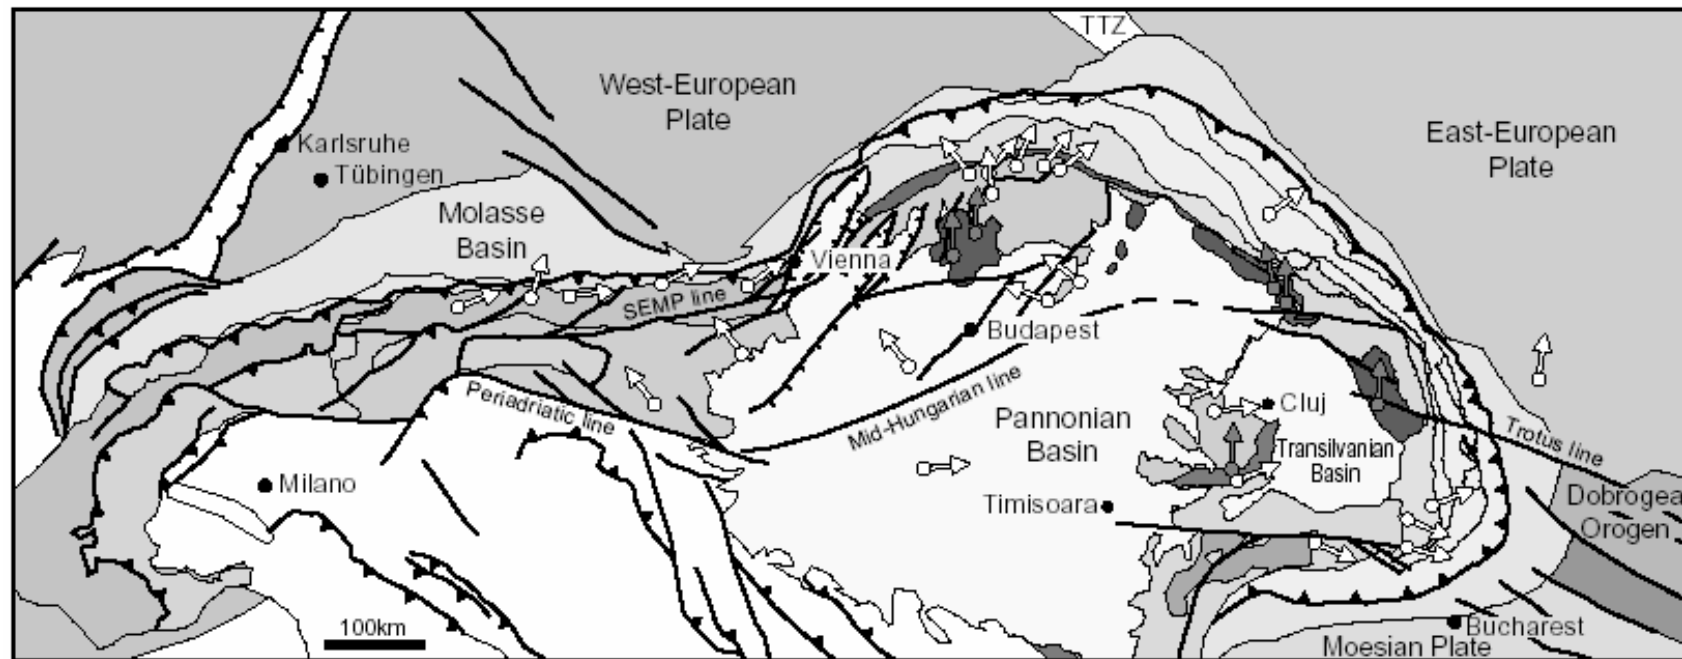 TTZ
West-European
Plate
East-European
Plate
Karlsruhe
Tübingen
Molasse
Basin
Vienna
SEMP line
Budapest
Periadriatic line
Mid-Hungarian line
Pannonian
Basin
Cluj
Transilvanian
Basin
Trotus line
Milano
Timisoara
Dobrogea
Orogen
100km
Bucharest
Moesian Plate